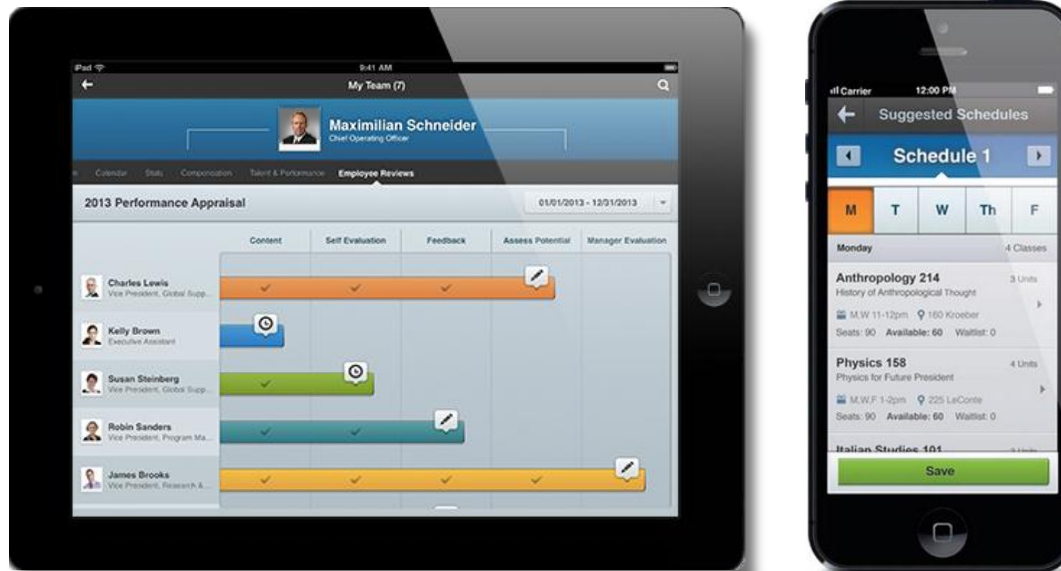 iPad
9:41 AM
My Team (7)
Maximilian Schneider
Chief Operating Officer
Calendar Stats Compensation Talent & Performance Employee Reviews
2013 Performance Appraisal
01/01/2013 - 12/31/2013
Content Self Evaluation Feedback Assess Potential Manager Evaluation
Charles Lewis
Vice President, Global Supp...
Kelly Brown
Executive Assistant
Susan Steinberg
Vice President, Global Supp...
Robin Sanders
Vice President, Program Ma...
James Brooks
Vice President, Research &...
Carrier 12:00 PM
Suggested Schedules
Schedule 1
M T W Th F
Monday 4 Classes
Anthropology 214 3 Units
History of Anthropological Thought
M,W 11-12pm 160 Kroeber
Seats: 90 Available: 60 Waitlist: 0
Physics 158 4 Units
Physics for Future President
M,W,F 1-2pm 225 LeConte
Seats: 90 Available: 60 Waitlist: 0
Italian Studies 101
Save